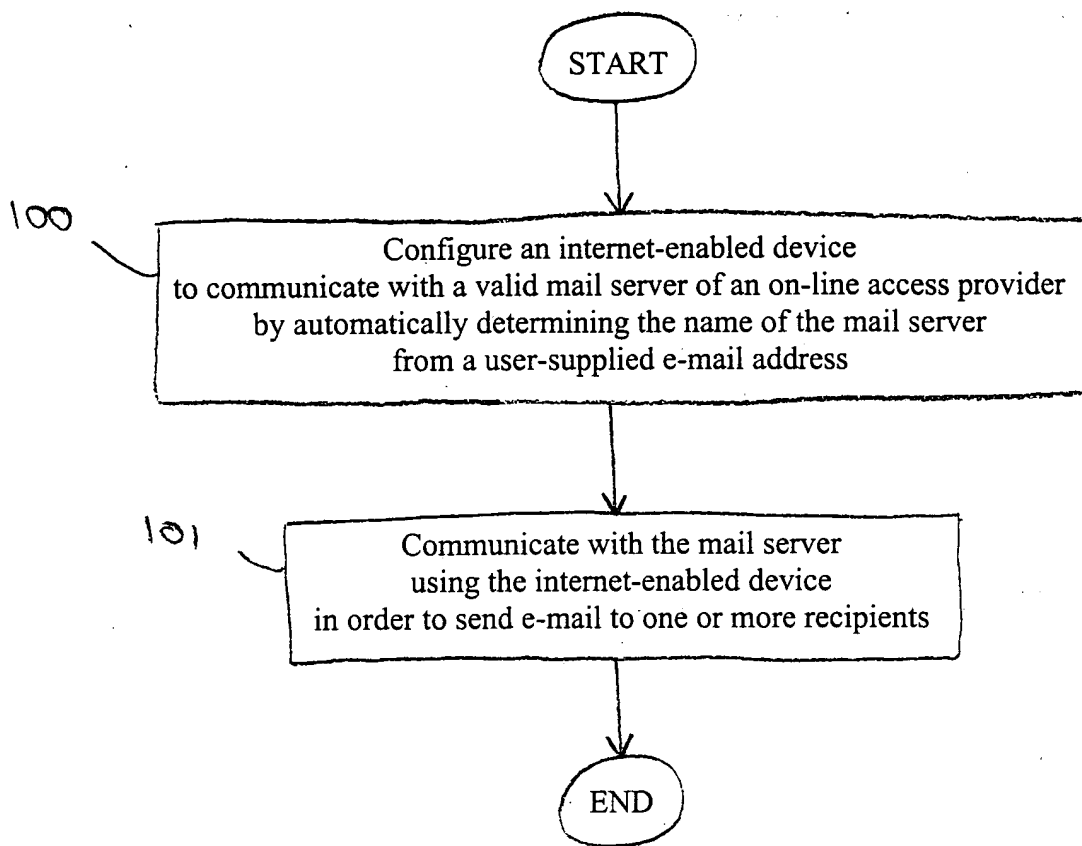 START
100
Configure an internet-enabled device
to communicate with a valid mail server of an on-line access provider
by automatically determining the name of the mail server
from a user-supplied e-mail address
101
Communicate with the mail server
using the internet-enabled device
in order to send e-mail to one or more recipients
END